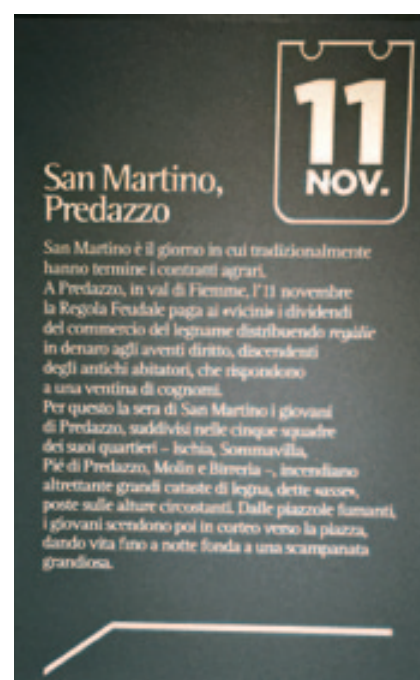 11
NOV.
San Martino,
Predazzo
San Martino è il giorno in cui tradizionalmente
hanno termine i contratti agrari.
A Predazzo, in val di Fiemme, l'11 novembre
la Regola Feudale paga ai «vicini» i dividendi
del commercio del legname distribuendo regàlie
in denaro agli aventi diritto, discendenti
degli antichi abitatori, che rispondono
a una ventina di cognomi.
Per questo la sera di San Martino i giovani
di Predazzo, suddivisi nelle cinque squadre
dei suoi quartieri – Ischia, Sommavilla,
Pié di Predazzo, Molin e Birreria –, incendiano
altrettante grandi cataste di legna, dette
poste sulle alture circostanti. Dalle piazzole fumanti,
i giovani scendono poi in corteo verso la piazza,
dando vita fino a notte fonda a una scampanata
grandiosa.